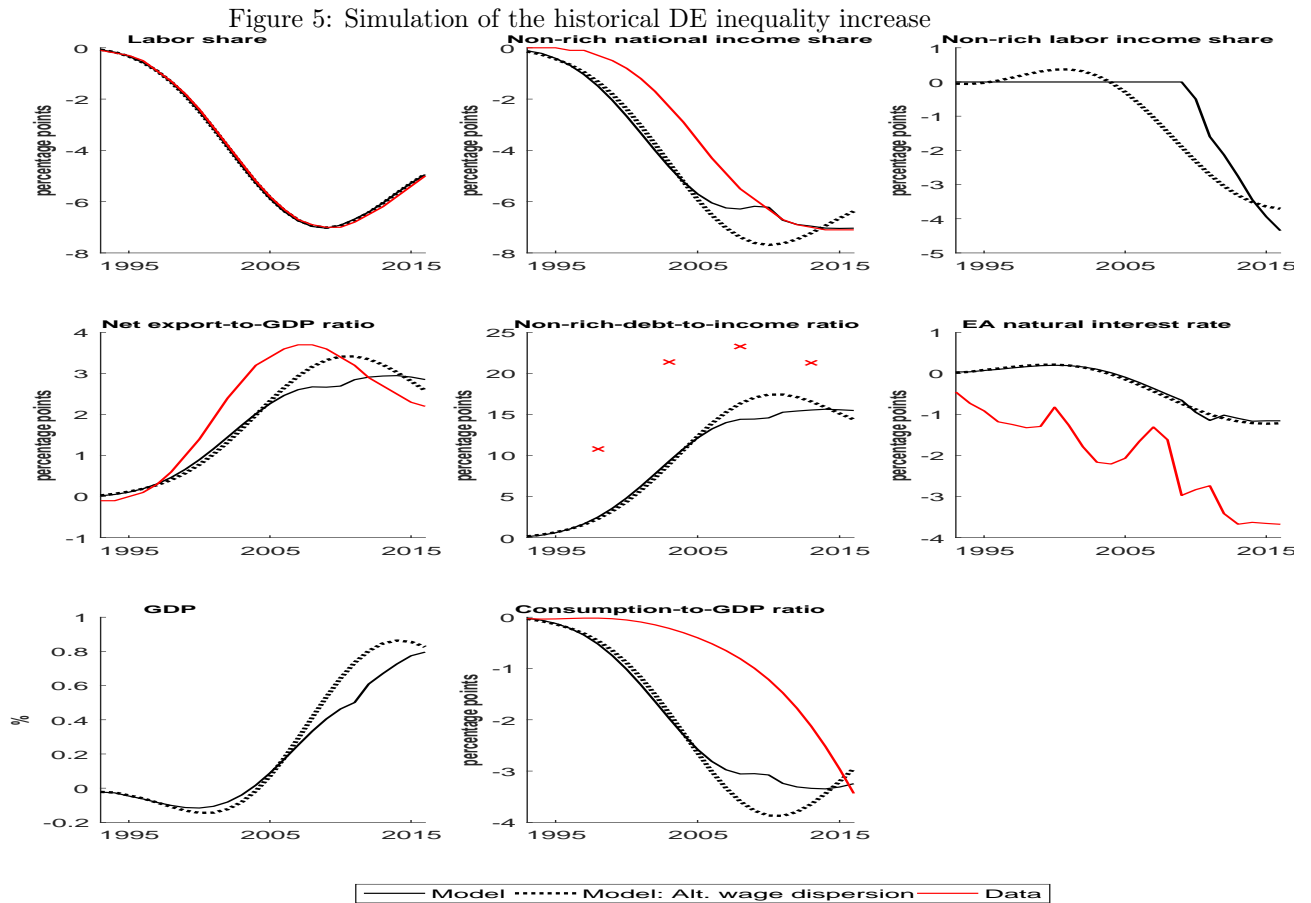 Figure 5: Simulation of the historical DE inequality increase
Labor share
Non-rich national income share
Non-rich labor income share
percentage points
0
-2
-4
-6
-8
1995 2005 2015
percentage points
0
-2
-4
-6
-8
1995 2005 2015
percentage points
1
0
-1
-2
-3
-4
-5
1995 2005 2015
Net export-to-GDP ratio
Non-rich-debt-to-income ratio
EA natural interest rate
percentage points
4
3
2
1
0
-1
1995 2005 2015
percentage points
25
20
15
10
5
0
1995 2005 2015
percentage points
1
0
-1
-2
-3
-4
1995 2005 2015
GDP
Consumption-to-GDP ratio
%
1
0.8
0.6
0.4
0.2
0
-0.2
1995 2005 2015
percentage points
0
-1
-2
-3
-4
1995 2005 2015
Model Model: Alt. wage dispersion Data